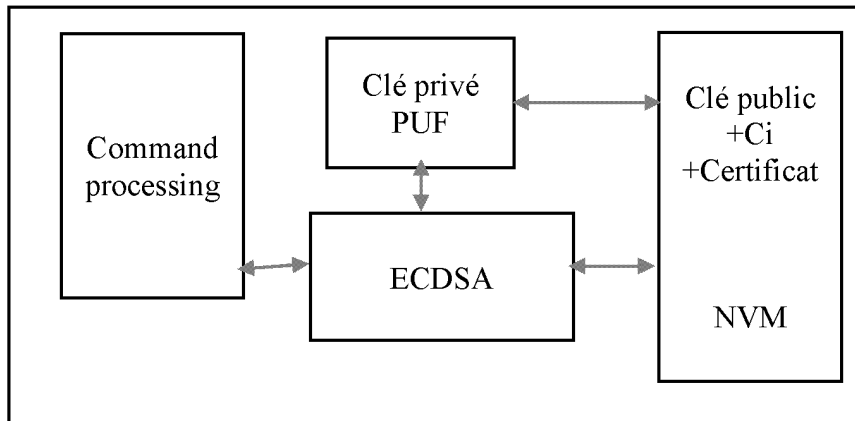 Command
processing
Clé privé
PUF
ECDSA
Clé public
+Ci
+Certificat
NVM